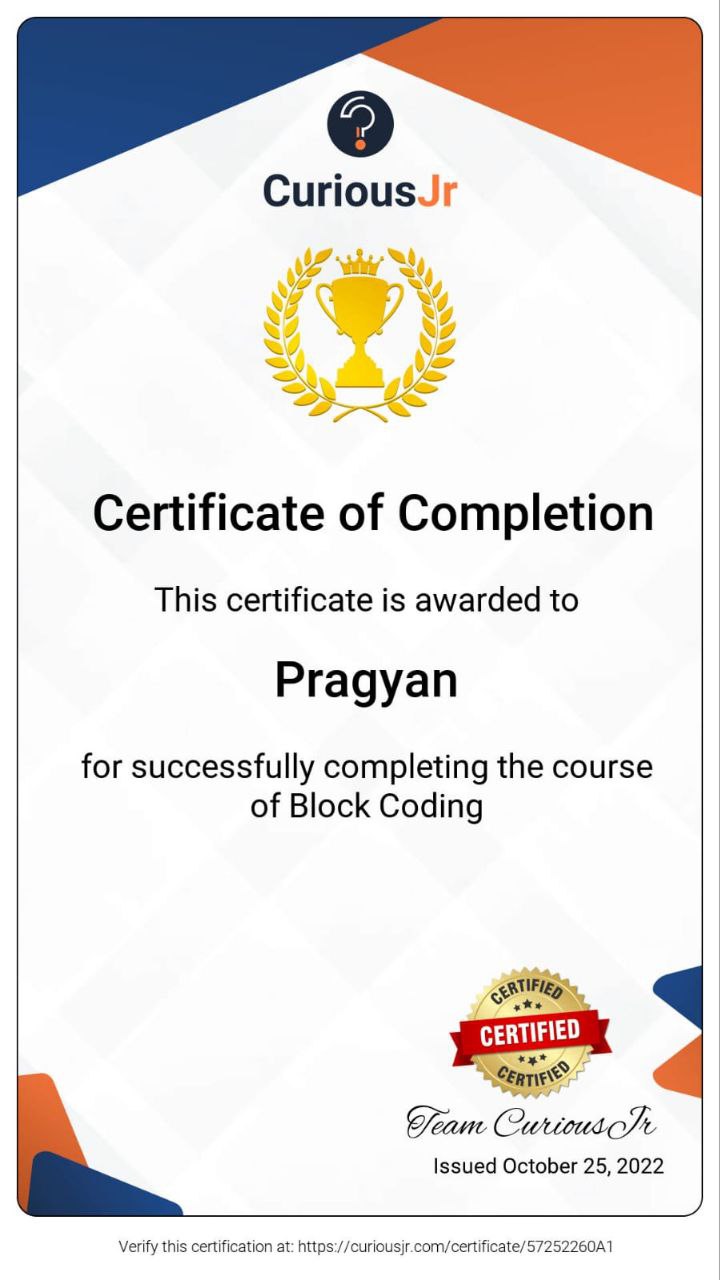 CuriousJr
Certificate of Completion
This certificate is awarded to
Pragyan
for successfully completing the course
of Block Coding
CERTIFIED
CERTIFIED
CERTIFIED
Team CuriousJr
Issued October 25, 2022
Verify this certification at: https://curiousjr.com/certificate/57252260A1